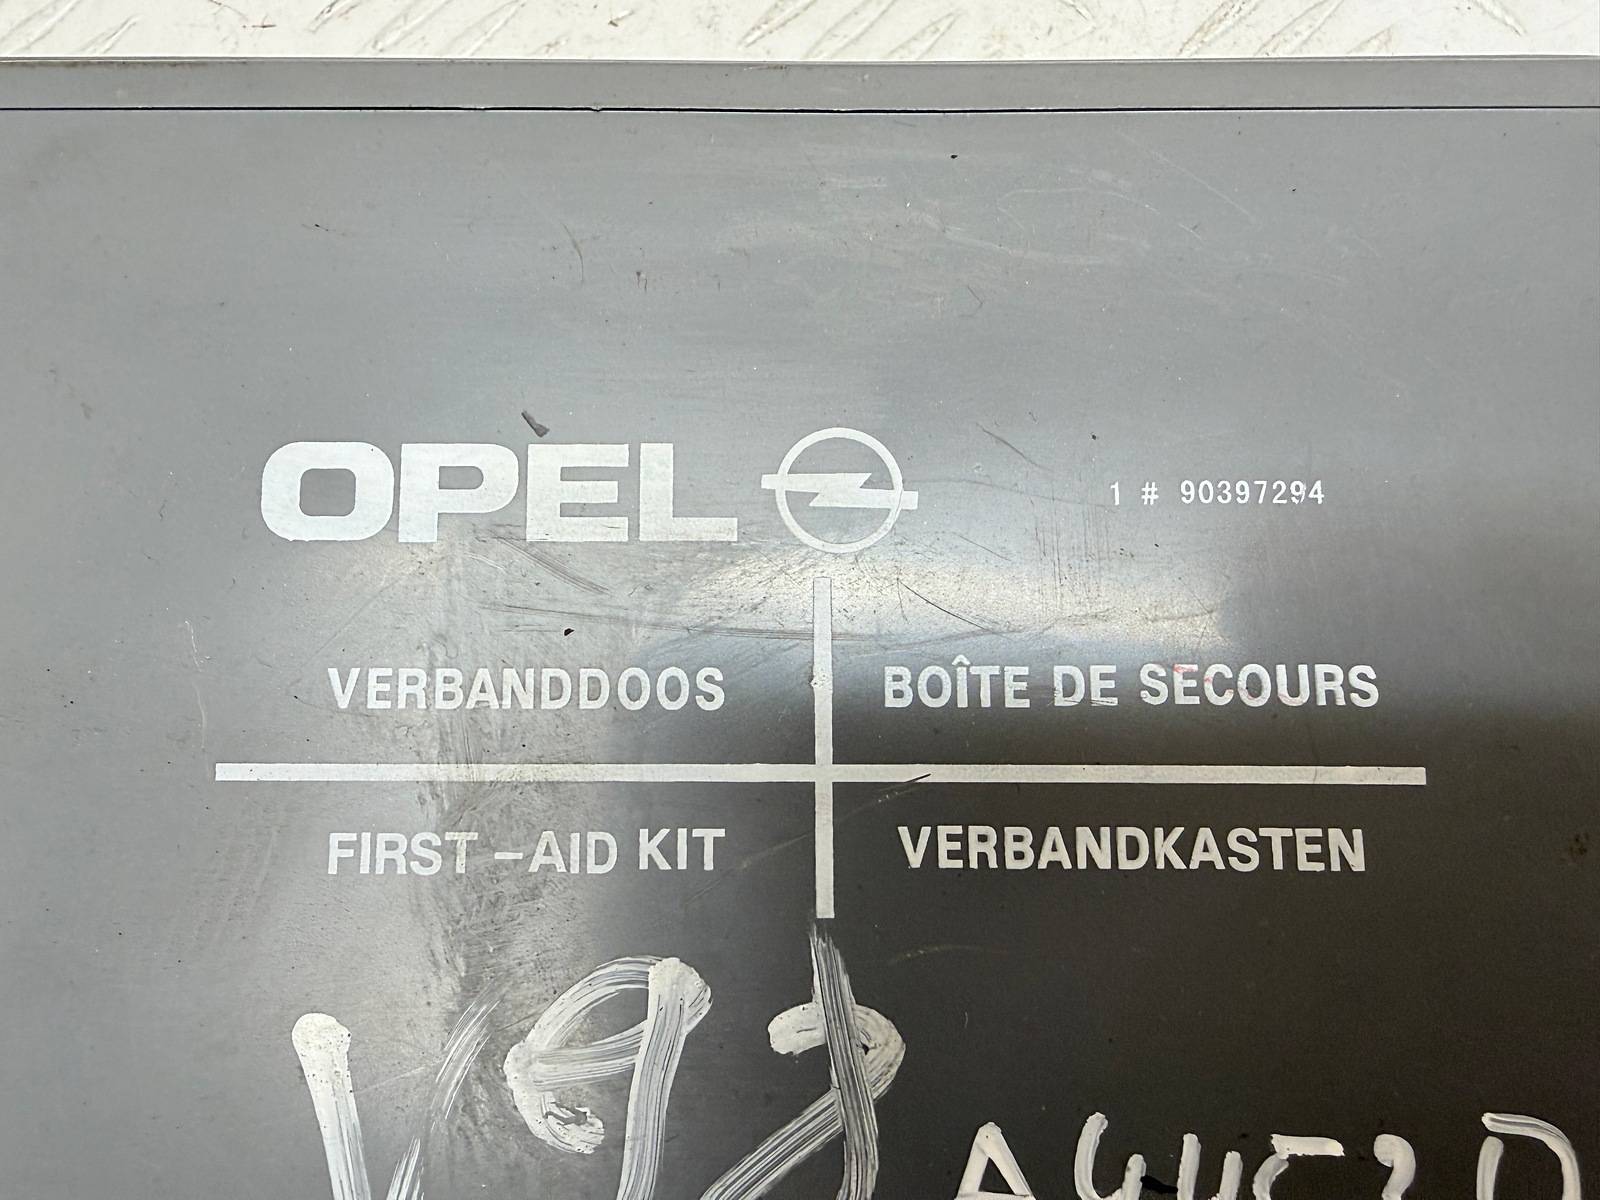 OPEL
1 # 90397294
VERBANDDOOS
BOÎTE DE SECOURS
FIRST-AID KIT
VERBANDKASTEN